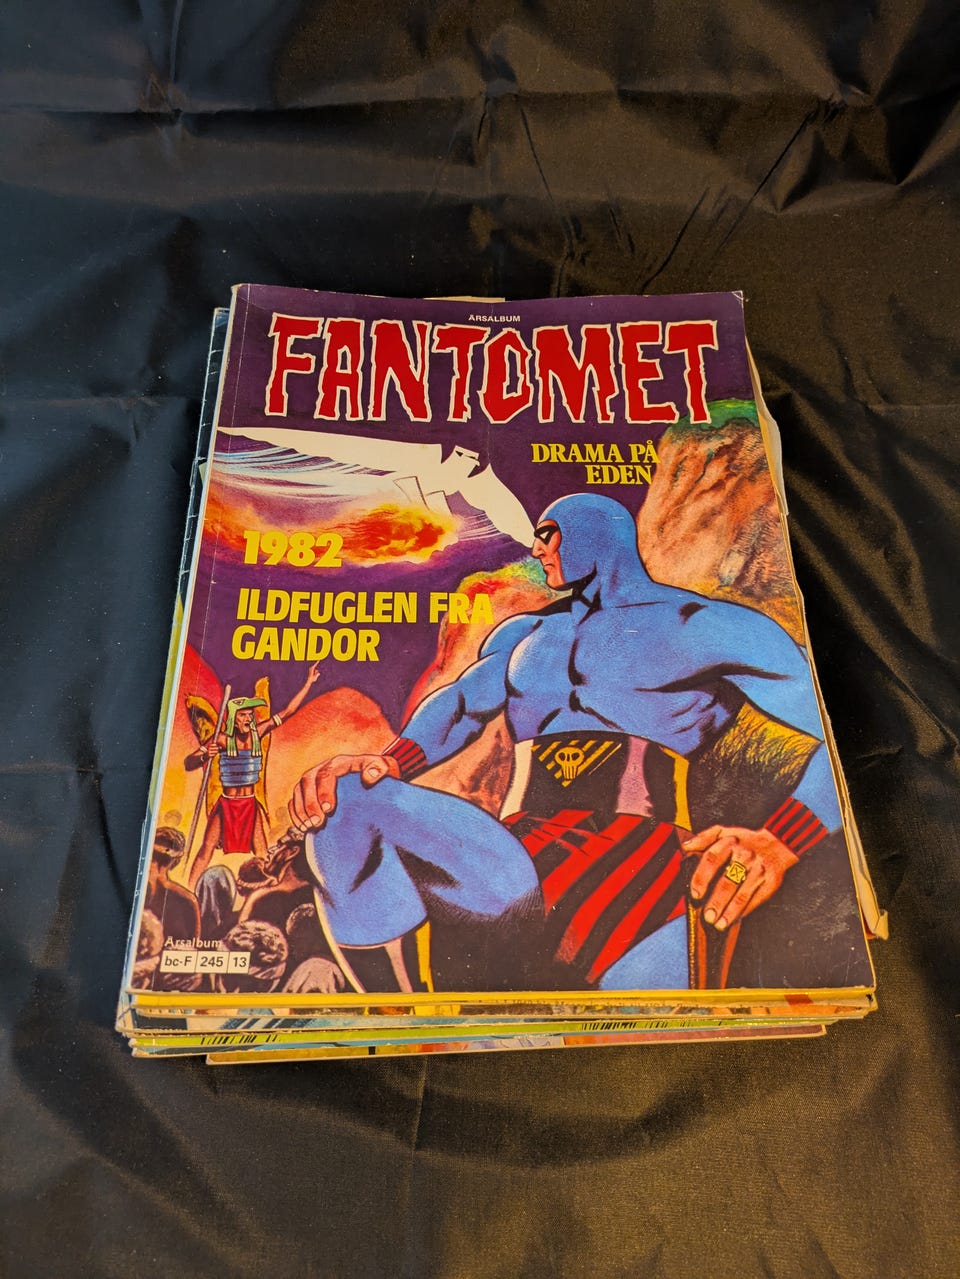 ÅRSALBUM
FANTOMET
DRAMA PÅ
EDEN
1982
ILDFUGLEN FRA
GANDOR
Årsalbum
bc-F 245 13